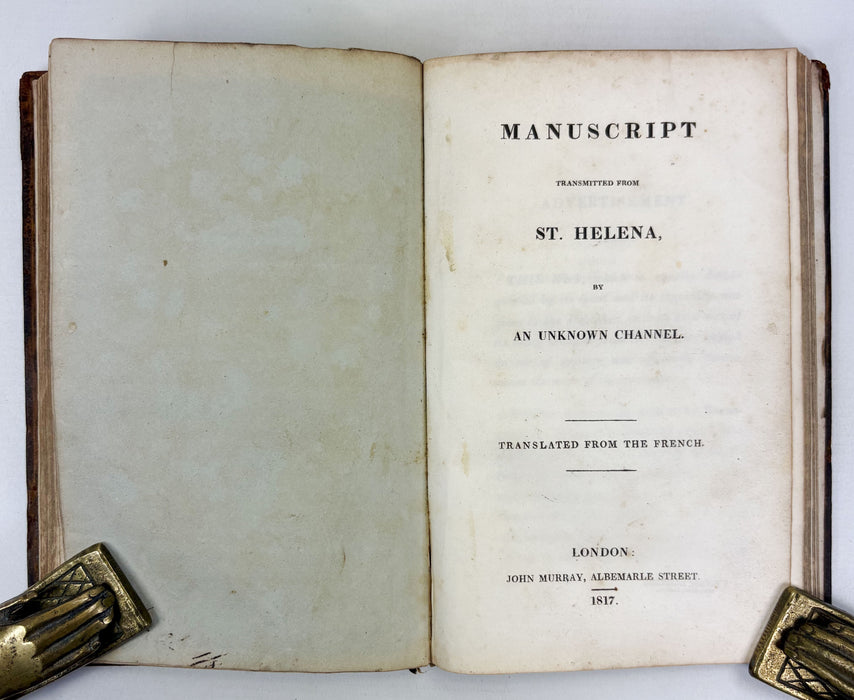 MANUSCRIPT
TRANSMITTED FROM
ST. HELENA,
BY
AN UNKNOWN CHANNEL.
TRANSLATED FROM THE FRENCH.
LONDON:
JOHN MURRAY, ALBEMARLE STREET.
1817.